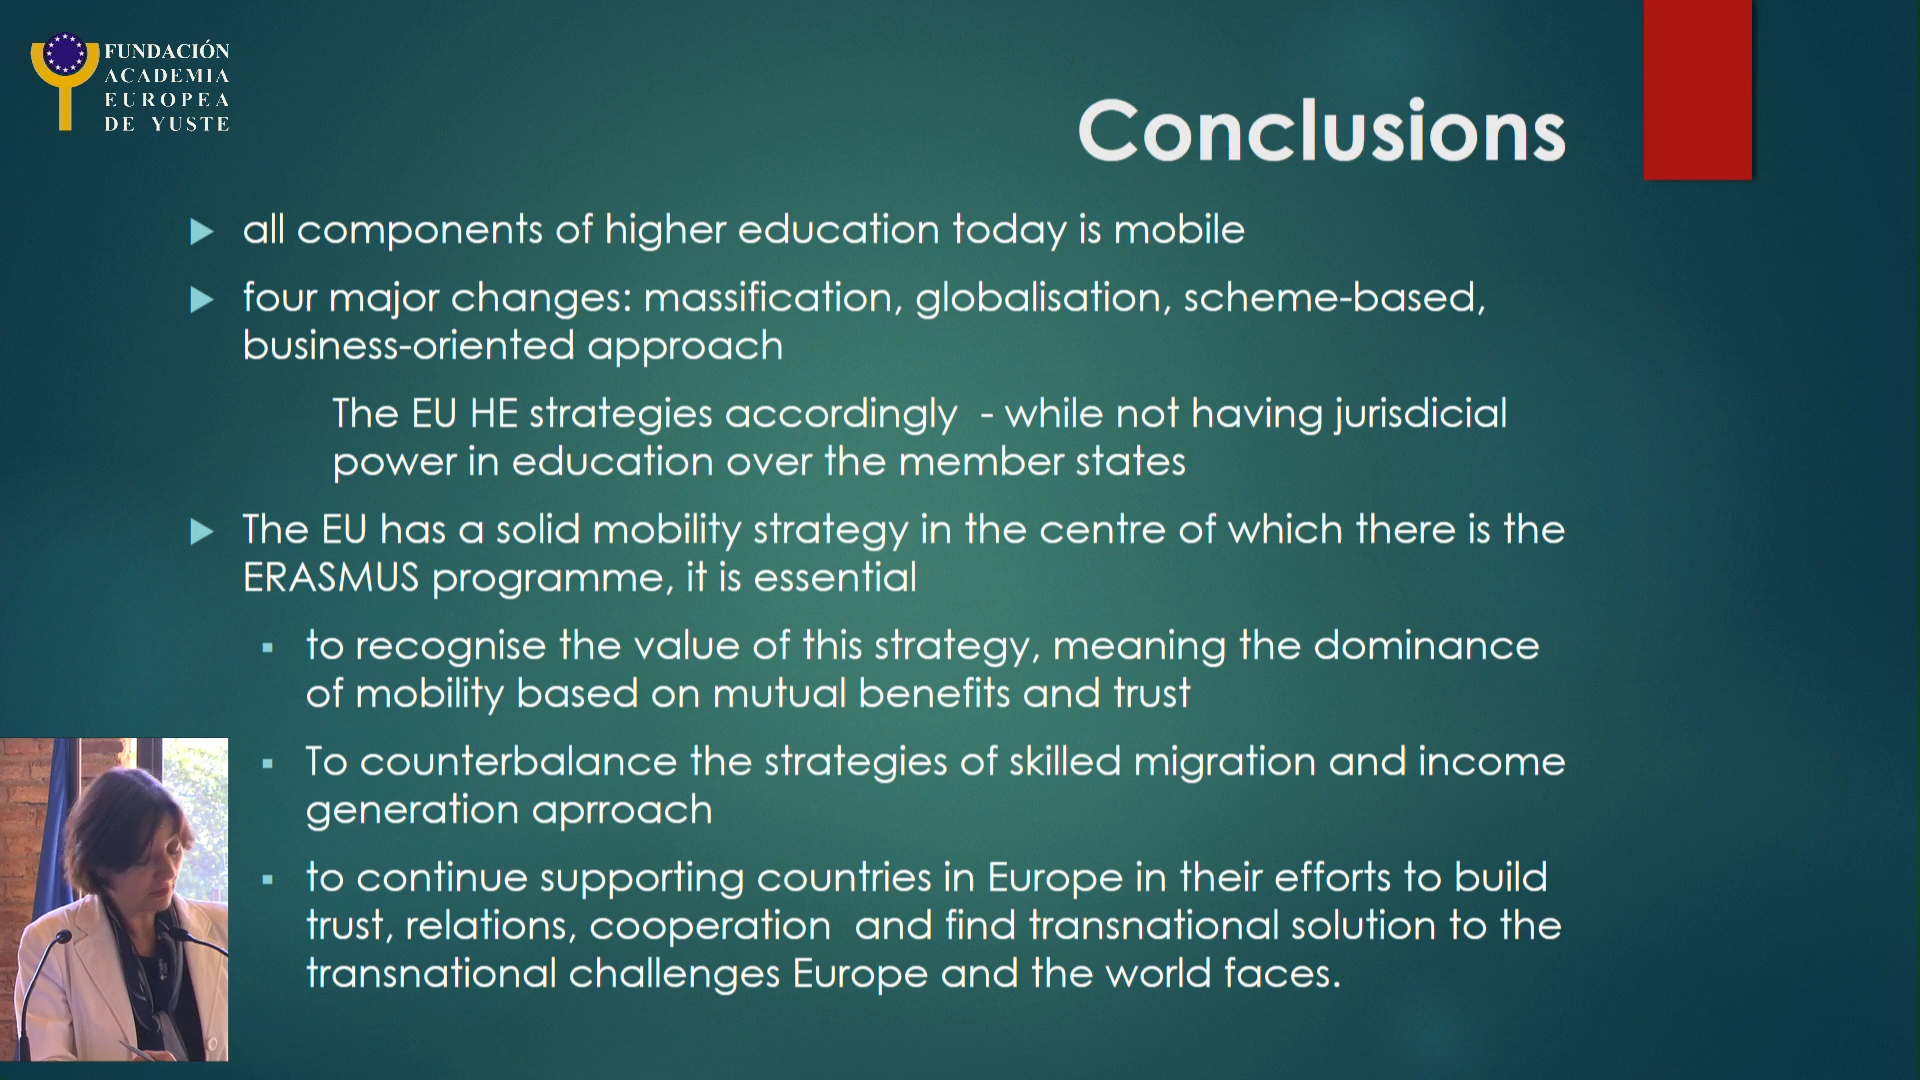 FUNDACIÓN
ACADEMIA
EUROPEA
DE YUSTE
Conclusions
all components of higher education today is mobile
four major changes: massification, globalisation, scheme-based,
business-oriented approach
The EU HE strategies accordingly - while not having jurisdicial
power in education over the member states
The EU has a solid mobility strategy in the centre of which there is the
ERASMUS programme, it is essential
to recognise the value of this strategy, meaning the dominance
of mobility based on mutual benefits and trust
To counterbalance the strategies of skilled migration and income
generation aprroach
to continue supporting countries in Europe in their efforts to build
trust, relations, cooperation and find transnational solution to the
transnational challenges Europe and the world faces.